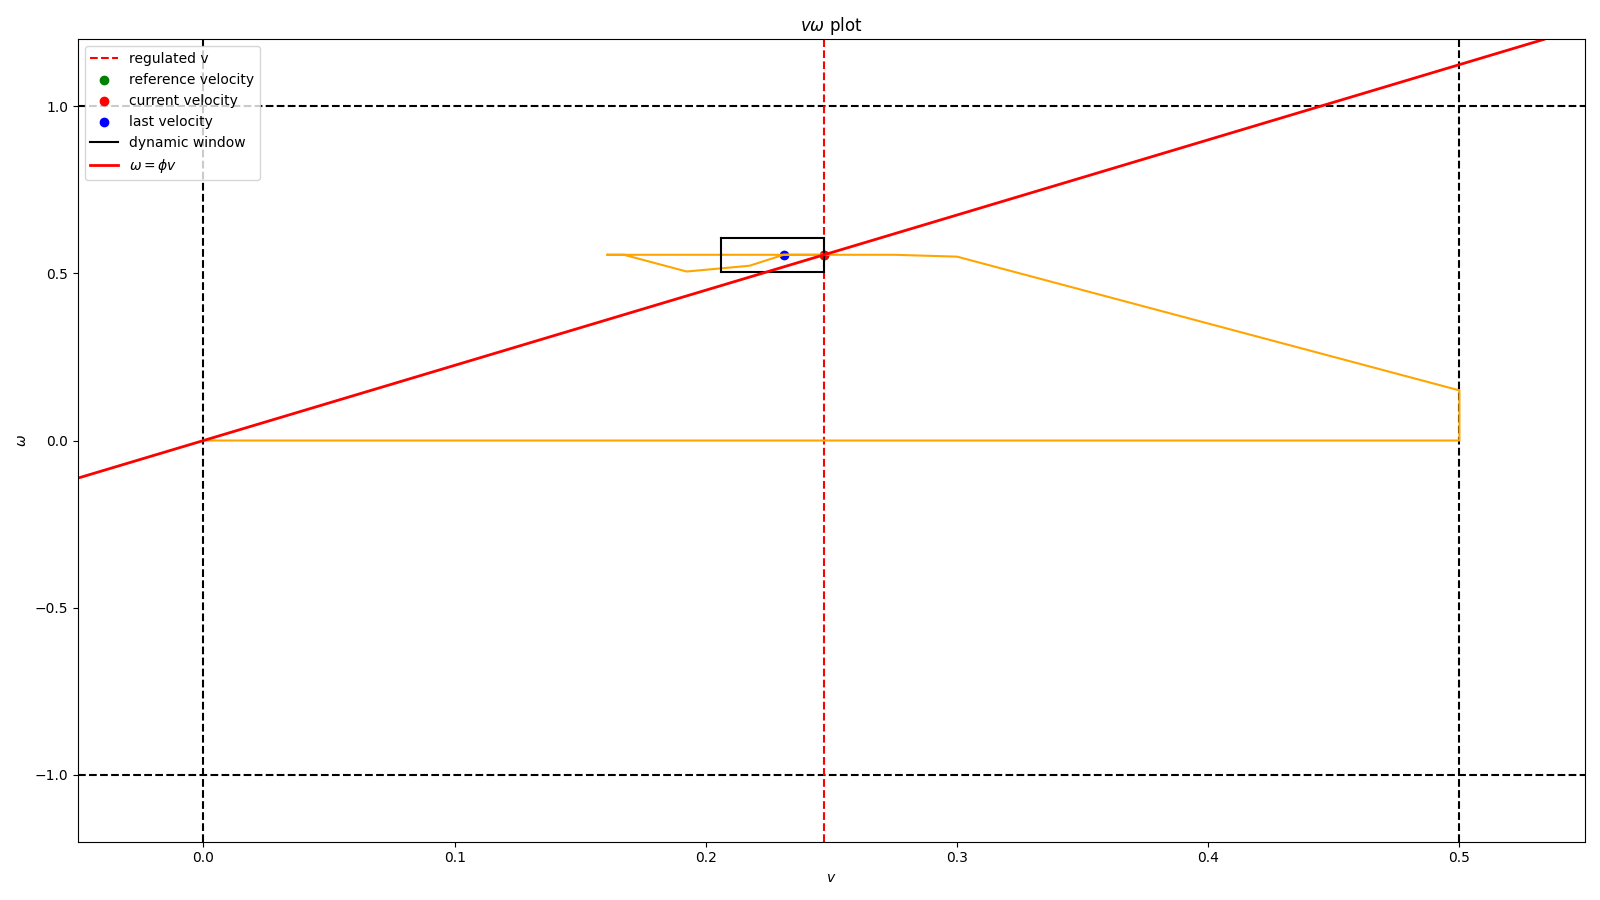 vω plot
regulated v
reference velocity
current velocity
last velocity
dynamic window
ω = ϕv
1.0
0.5
0.0
−0.5
−1.0
ω
0.0 0.1 0.2 0.3 0.4 0.5
v